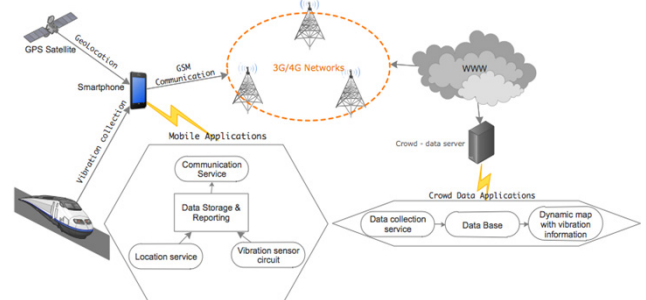 GPS Satellite
GeoLocation
Smartphone
GSM
Communication
3G/4G Networks
WWW
Vibration collection
Crowd - data server
Mobile Applications
Communication
Service
Data Storage &
Reporting
Location service
Vibration sensor
circuit
Crowd Data Applications
Data collection
service
Data Base
Dynamic map
with vibration
information